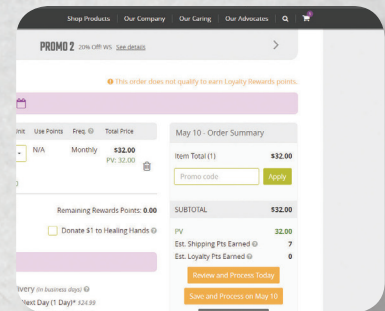 Shop Products Our Company Our Caring Our Advocates
PROMO 2 20% Off! WS See details
This order does not qualify to earn Loyalty Rewards points.
Unit Use Points Freq. Total Price
N/A Monthly $32.00
PV: 32.00
Remaining Rewards Points: 0.00
Donate $1 to Healing Hands
(in business days)
Next Day (1 Day)* $24.99
May 10 - Order Summary
Item Total (1) $32.00
Promo code Apply
SUBTOTAL $32.00
PV 32.00
Est. Shipping Pts Earned 7
Est. Loyalty Pts Earned 0
Review and Process Today
Save and Process on May 10